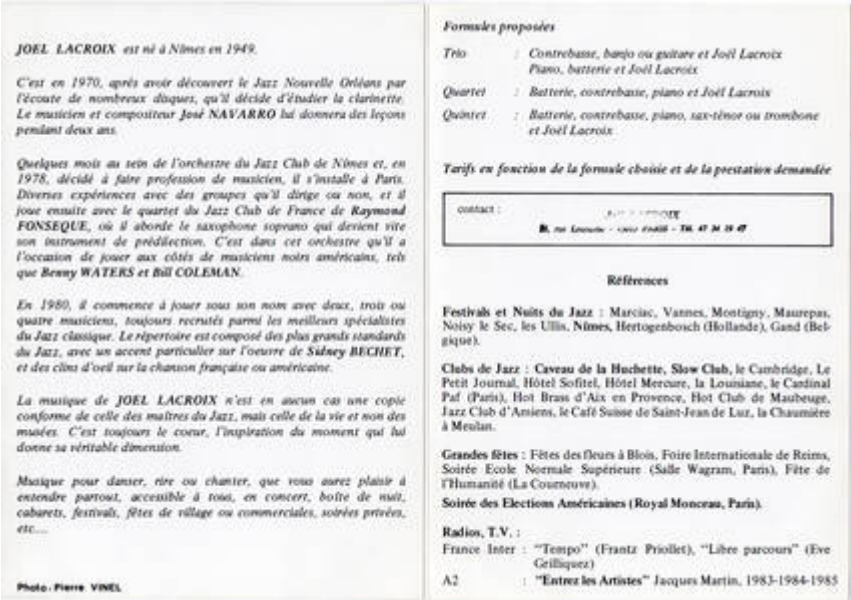 JOEL LACROIX est né à Nîmes en 1949.
C'est en 1970, après avoir découvert le Jazz Nouvelle Orléans par
l'écoute de nombreux disques, qu'il décide d'étudier la clarinette.
Le musicien et compositeur José NAVARRO lui donnera des leçons
pendant deux ans.
Quelques mois au sein de l'orchestre du Jazz Club de Nîmes et, en
1978, décidé à faire profession de musicien, il s'installe à Paris.
Diverses expériences avec des groupes qu'il dirige ou non, et il
joue ensuite avec le quartet du Jazz Club de France de Raymond
FONSEQUE, où il aborde le saxophone soprano qui devient vite
son instrument de prédilection. C'est dans cet orchestre qu'il a
l'occasion de jouer aux côtés de musiciens noirs américains, tels
que Benny WATERS et Bill COLEMAN.
En 1980, il commence à jouer sous son nom avec deux, trois ou
quatre musiciens, toujours recrutés parmi les meilleurs spécialistes
du Jazz classique. Le répertoire est composé des plus grands standards
du Jazz, avec un accent particulier sur l'oeuvre de Sidney BECHET,
et des clins d'oeil sur la chanson française ou américaine.
La musique de JOEL LACROIX n'est en aucun cas une copie
conforme de celle des maîtres du Jazz, mais celle de la vie et non des
musées. C'est toujours le coeur, l'inspiration du moment qui lui
donne sa véritable dimension.
Musique pour danser, rire ou chanter, que vous aurez plaisir à
entendre partout, accessible à tous, en concert, boîte de nuit,
cabarets, festivals, fêtes de village ou commerciales, soirées privées,
etc...
Photo : Pierre VINEL
Formules proposées
Trio : Contrebasse, banjo ou guitare et Joël Lacroix
Piano, batterie et Joël Lacroix
Quartet : Batterie, contrebasse, piano et Joël Lacroix
Quintet : Batterie, contrebasse, piano, sax-ténor ou trombone
et Joël Lacroix
Tarifs en fonction de la formule choisie et de la prestation demandée
contact :
PARIS - Tél. 47 34 19 47
Références
Festivals et Nuits du Jazz : Marciac, Vannes, Montigny, Maurepas,
Noisy le Sec, les Ullis, Nîmes, Hertogenbosch (Hollande), Gand (Bel-
gique).
Clubs de Jazz : Caveau de la Huchette, Slow Club, le Cambridge, Le
Petit Journal, Hôtel Sofitel, Hôtel Mercure, la Louisiane, le Cardinal
Paf (Paris), Hot Brass d'Aix en Provence, Hot Club de Maubeuge,
Jazz Club d'Amiens, le Café Suisse de Saint-Jean de Luz, la Chaumière
à Meulan.
Grandes fêtes : Fêtes des fleurs à Blois, Foire Internationale de Reims,
Soirée Ecole Normale Supérieure (Salle Wagram, Paris), Fête de
l'Humanité (La Courneuve).
Soirée des Elections Américaines (Royal Monceau, Paris).
Radios, T.V. :
France Inter : "Tempo" (Frantz Priollet), "Libre parcours" (Eve
Grilliquez)
A2 : "Entrez les Artistes" Jacques Martin, 1983-1984-1985